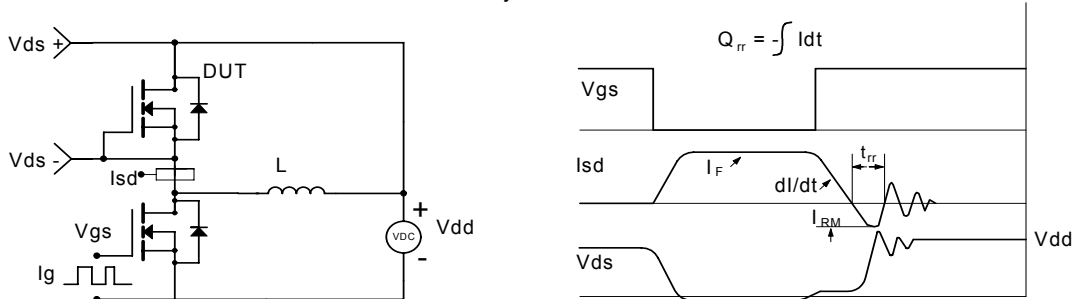 Vds +
DUT
Vds -
Isd
L
Vgs
Ig
+
VDC
-
Vdd
Q rr = -∫ Idt
Vgs
Isd
I F
dI/dt
t rr
I RM
Vdd
Vds